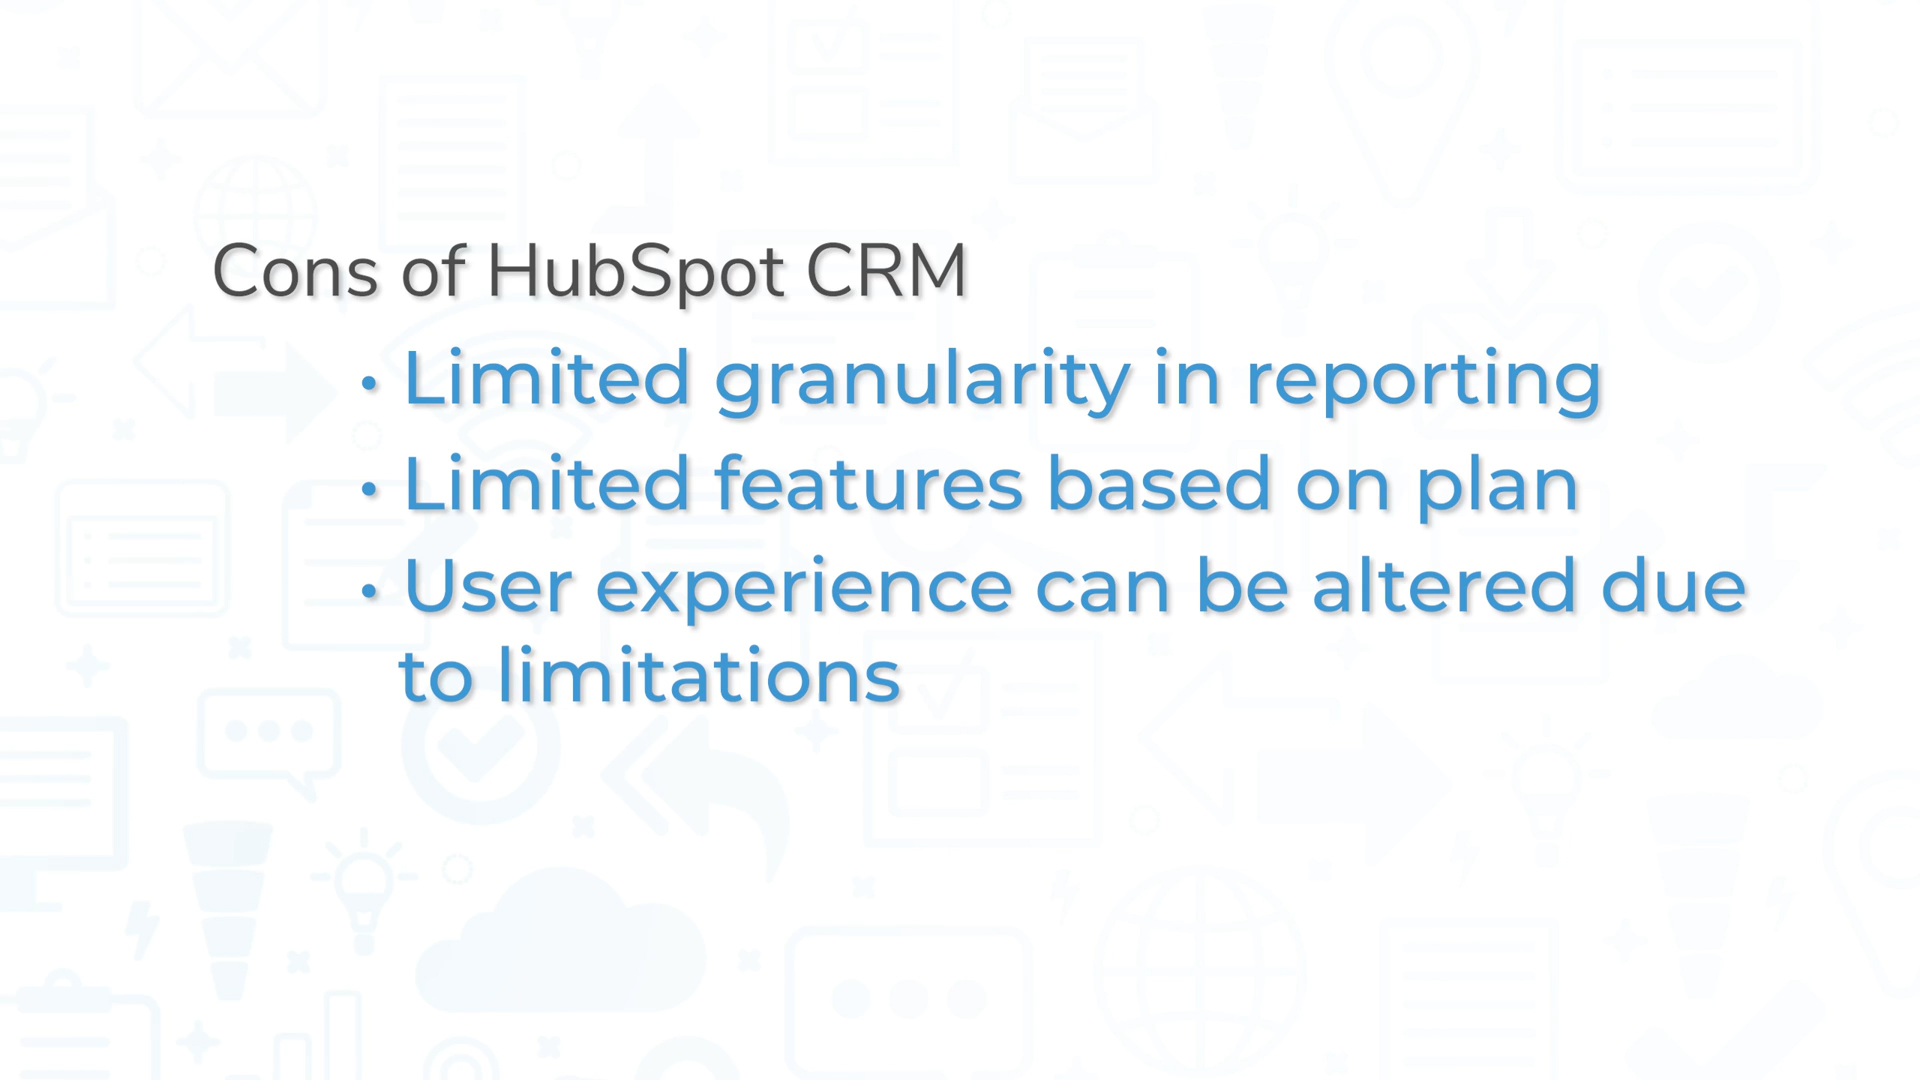 Cons of HubSpot CRM
• Limited granularity in reporting
• Limited features based on plan
• User experience can be altered due
to limitations